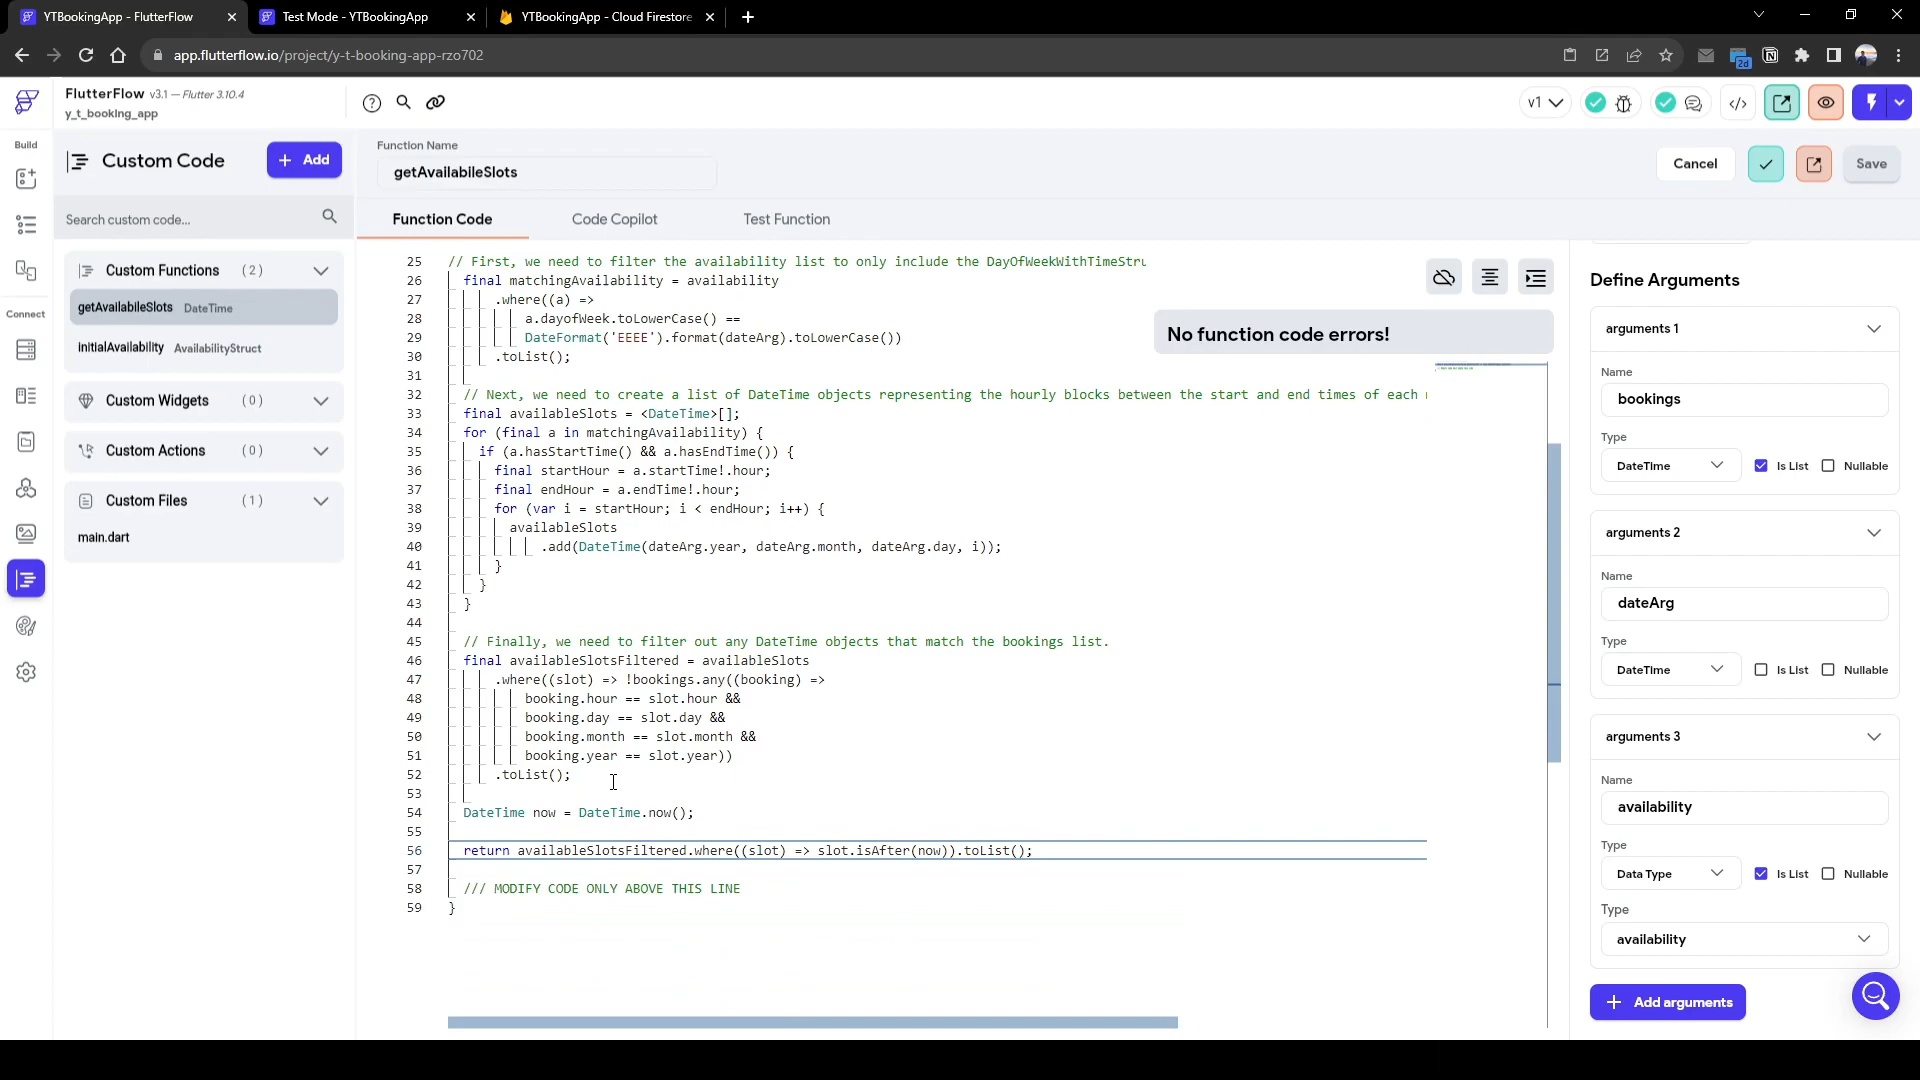 YTBookingApp - FlutterFlow
Test Mode - YTBookingApp
YTBookingApp - Cloud Firestore
app.flutterflow.io/project/y-t-booking-app-rzo702
2d
FlutterFlow v3.1 — Flutter 3.10.4
y_t_booking_app
v1
Build
Connect
Custom Code
+ Add
Search custom code...
Custom Functions (2)
getAvailabileSlots DateTime
initialAvailability AvailabilityStruct
Custom Widgets (0)
Custom Actions (0)
Custom Files (1)
main.dart
Function Name
getAvailabileSlots
Cancel
Save
Function Code
Code Copilot
Test Function
25 // First, we need to filter the availability list to only include the DayOfWeekWithTimeStru
26 final matchingAvailability = availability
27 .where((a) =>
28 a.dayofWeek.toLowerCase() ==
29 DateFormat('EEEE').format(dateArg).toLowerCase())
30 .toList();
31
32 // Next, we need to create a list of DateTime objects representing the hourly blocks between the start and end times of each
33 final availableSlots = <DateTime>[];
34 for (final a in matchingAvailability) {
35 if (a.hasStartTime() && a.hasEndTime()) {
36 final startHour = a.startTime!.hour;
37 final endHour = a.endTime!.hour;
38 for (var i = startHour; i < endHour; i++) {
39 availableSlots
40 .add(DateTime(dateArg.year, dateArg.month, dateArg.day, i));
41 }
42 }
43 }
44
45 // Finally, we need to filter out any DateTime objects that match the bookings list.
46 final availableSlotsFiltered = availableSlots
47 .where((slot) => !bookings.any((booking) =>
48 booking.hour == slot.hour &&
49 booking.day == slot.day &&
50 booking.month == slot.month &&
51 booking.year == slot.year))
52 .toList();
53
54 DateTime now = DateTime.now();
55
56 return availableSlotsFiltered.where((slot) => slot.isAfter(now)).toList();
57
58 /// MODIFY CODE ONLY ABOVE THIS LINE
59 }
No function code errors!
Define Arguments
arguments 1
Name
bookings
Type
DateTime Is List Nullable
arguments 2
Name
dateArg
Type
DateTime Is List Nullable
arguments 3
Name
availability
Type
Data Type Is List Nullable
Type
availability
+ Add arguments